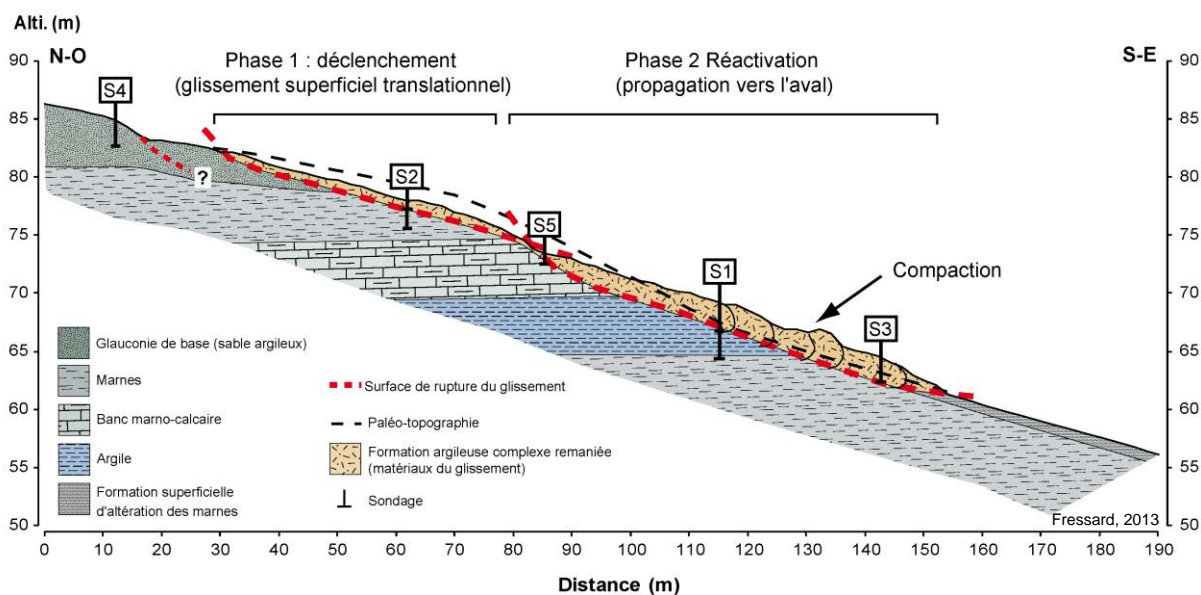 Alti. (m)
N-O
S-E
Phase 1 : déclenchement
(glissement superficiel translationnel)
Phase 2 Réactivation
(propagation vers l'aval)
90
85
80
75
70
65
60
55
50
90
85
80
75
70
65
60
55
50
S4
?
S2
S5
S1
S3
Compaction
Glauconie de base (sable argileux)
Marnes
Banc marno-calcaire
Argile
Formation superficielle
d'altération des marnes
Surface de rupture du glissement
Paléo-topographie
Formation argileuse complexe remaniée
(matériaux du glissement)
Sondage
Fressard, 2013
0 10 20 30 40 50 60 70 80 90 100 110 120 130 140 150 160 170 180 190
Distance (m)